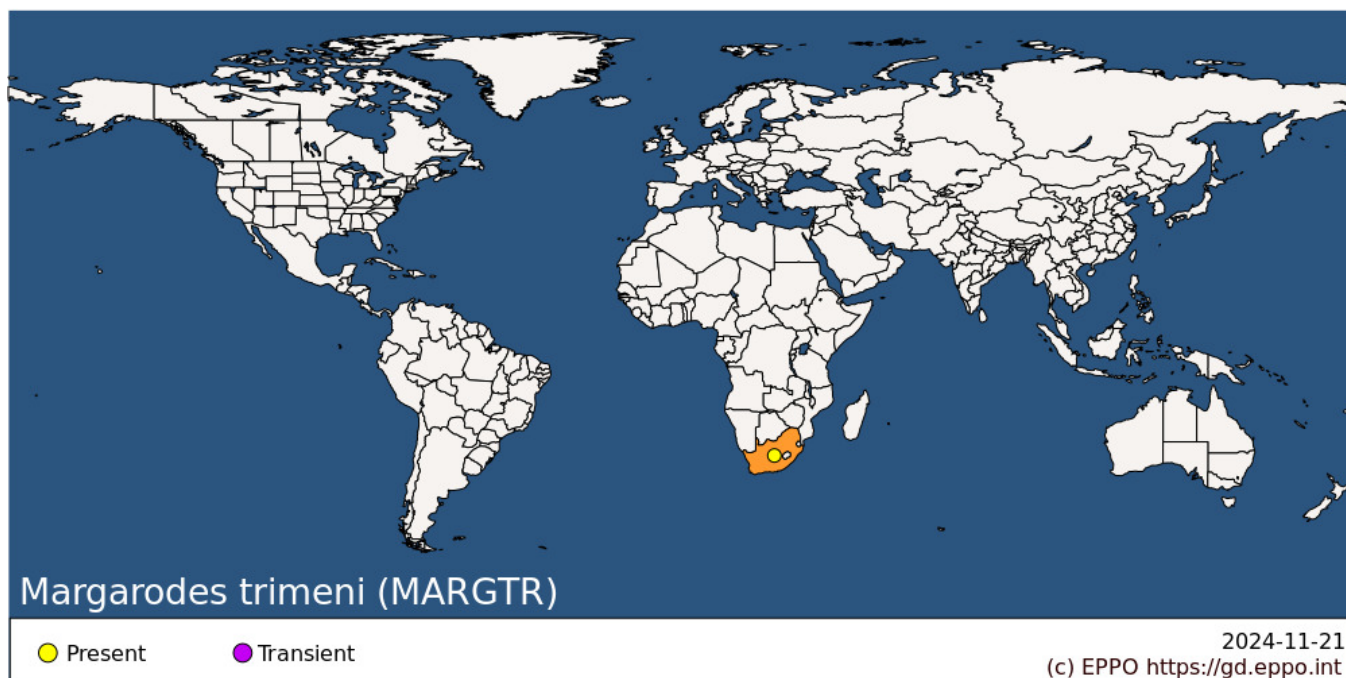 Margarodes trimeni (MARGTR)
Present
Transient
2024-11-21
(c) EPPO https://gd.eppo.int